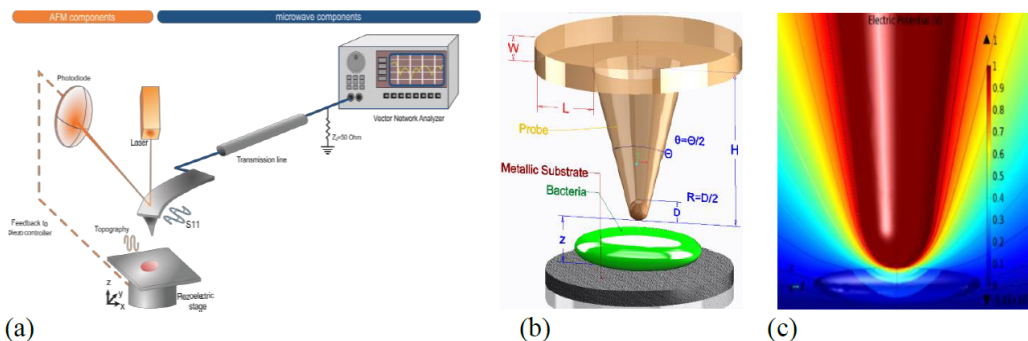 AFM components
microwave components
Photodiode
Laser
Z₀=50 Ohm
Vector Network Analyzer
Transmission line
Feedback to
controller
Topography
S11
z
y
x
stage
(a)
W
L
Probe
θ=Θ/2
Θ
H
Metallic Substrate
Bacteria
R=D/2
D
z
(b)
Electric Potential
1
1
0.9
0.8
0.7
0.6
0.5
0.4
0.3
0.2
0.1
0
(c)